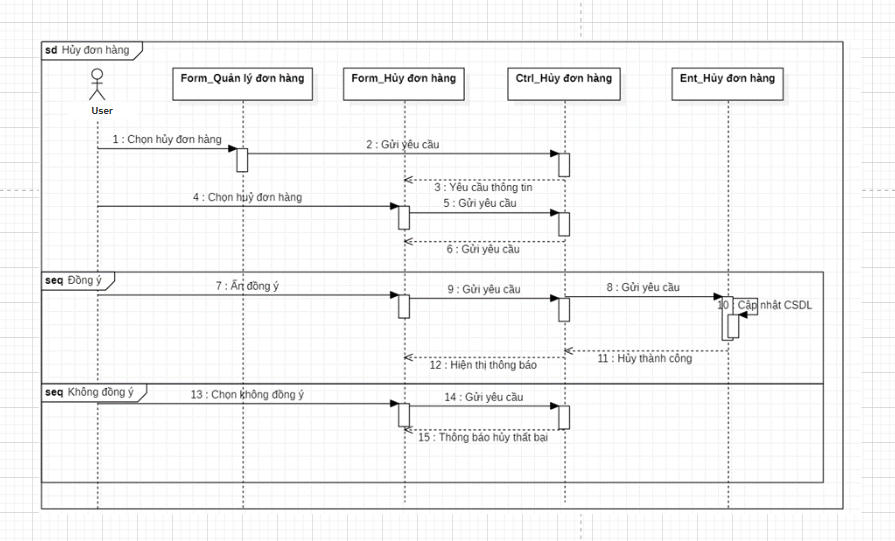 sd Hủy đơn hàng
User
Form_Quản lý đơn hàng
Form_Hủy đơn hàng
Ctrl_Hủy đơn hàng
Ent_Hủy đơn hàng
1 : Chọn hủy đơn hàng
2 : Gửi yêu cầu
3 : Yêu cầu thông tin
4 : Chọn huỷ đơn hàng
5 : Gửi yêu cầu
6 : Gửi yêu cầu
seq Đồng ý
7 : Ấn đồng ý
9 : Gửi yêu cầu
8 : Gửi yêu cầu
10 : Cập nhật CSDL
11 : Hủy thành công
12 : Hiện thị thông báo
seq Không đồng ý
13 : Chọn không đồng ý
14 : Gửi yêu cầu
15 : Thông báo hủy thất bại